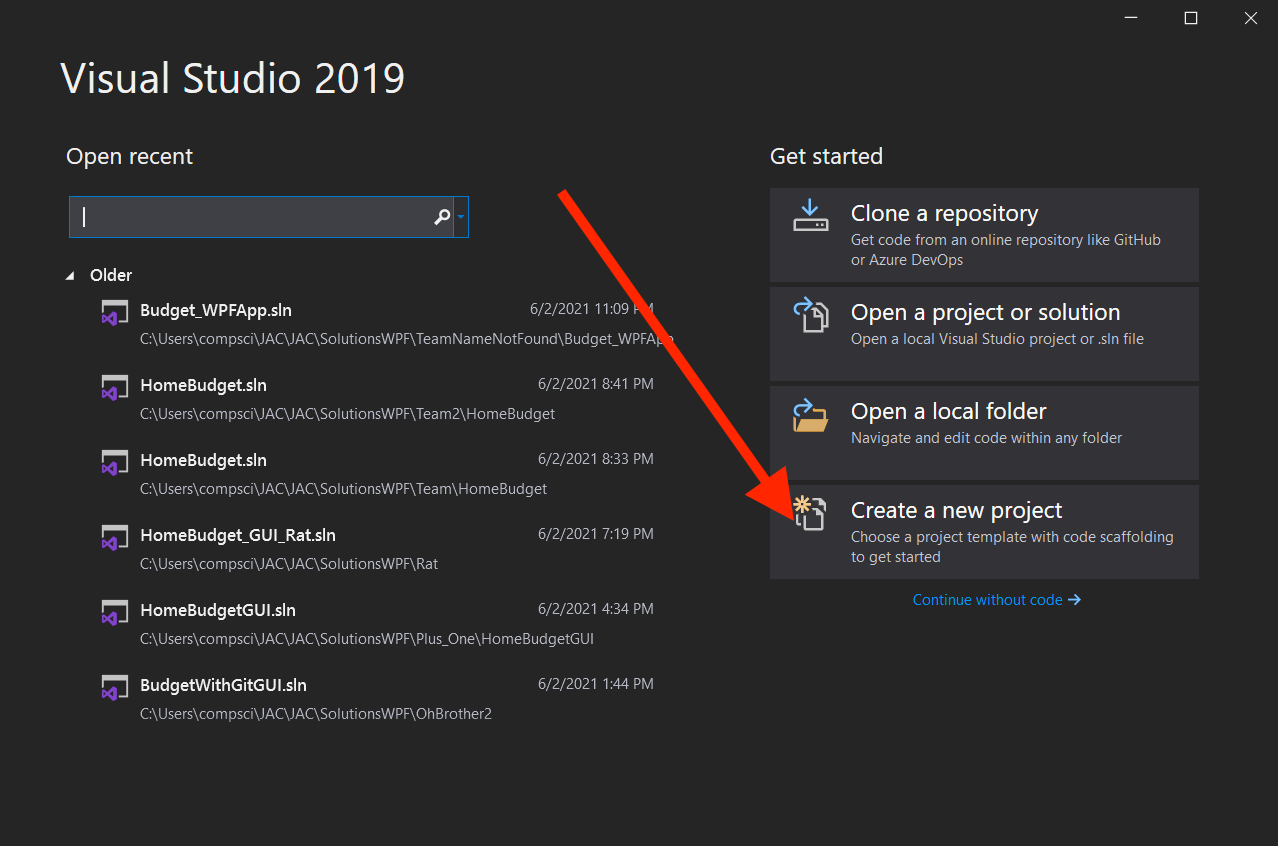 Visual Studio 2019
Open recent
Older
Budget_WPFApp.sln 6/2/2021 11:09
C:\Users\compsci\JAC\JAC\SolutionsWPF\TeamNameNotFound\Budget_WPFApp
HomeBudget.sln 6/2/2021 8:41 PM
C:\Users\compsci\JAC\JAC\SolutionsWPF\Team2\HomeBudget
HomeBudget.sln 6/2/2021 8:33 PM
C:\Users\compsci\JAC\JAC\SolutionsWPF\Team\HomeBudget
HomeBudget_GUI_Rat.sln 6/2/2021 7:19 PM
C:\Users\compsci\JAC\JAC\SolutionsWPF\Rat
HomeBudgetGUI.sln 6/2/2021 4:34 PM
C:\Users\compsci\JAC\JAC\SolutionsWPF\Plus_One\HomeBudgetGUI
BudgetWithGitGUI.sln 6/2/2021 1:44 PM
C:\Users\compsci\JAC\JAC\SolutionsWPF\OhBrother2
Get started
Clone a repository
Get code from an online repository like GitHub
or Azure DevOps
Open a project or solution
Open a local Visual Studio project or .sln file
Open a local folder
Navigate and edit code within any folder
Create a new project
Choose a project template with code scaffolding
to get started
Continue without code →